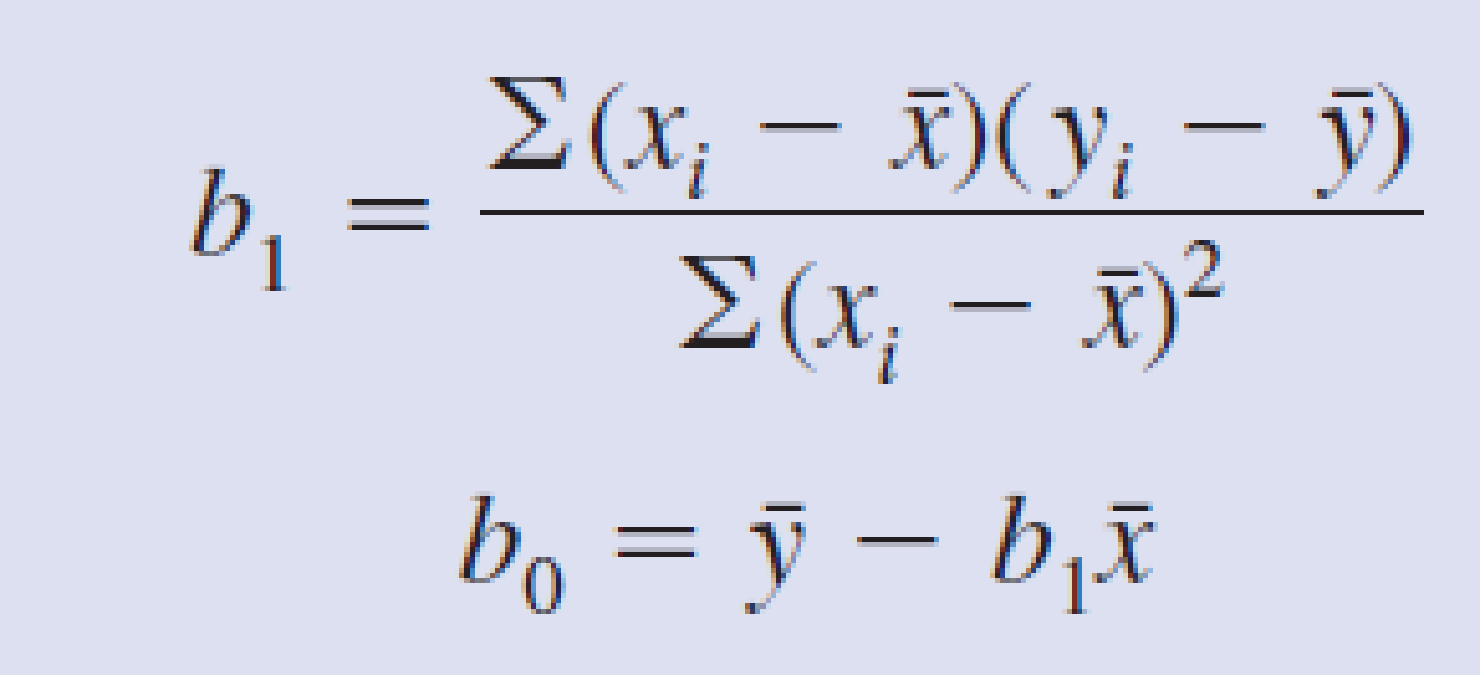 b₁ = Σ(xᵢ − x̄)(yᵢ − ȳ) / Σ(xᵢ − x̄)²
b₀ = ȳ − b₁x̄